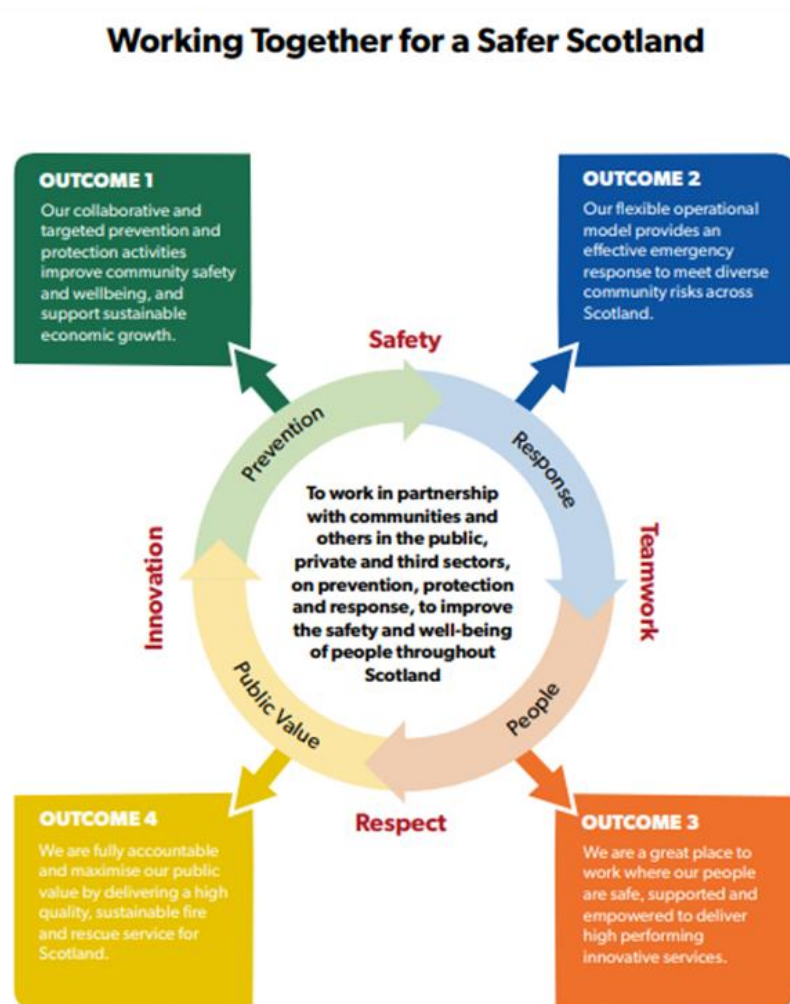 Working Together for a Safer Scotland
OUTCOME 1
Our collaborative and
targeted prevention and
protection activities
improve community safety
and wellbeing, and
support sustainable
economic growth.
OUTCOME 2
Our flexible operational
model provides an
effective emergency
response to meet diverse
community risks across
Scotland.
Safety
Prevention
Response
Innovation
To work in partnership
with communities and
others in the public,
private and third sectors,
on prevention, protection
and response, to improve
the safety and well-being
of people throughout
Scotland
Teamwork
Public Value
People
Respect
OUTCOME 4
We are fully accountable
and maximise our public
value by delivering a high
quality, sustainable fire
and rescue service for
Scotland.
OUTCOME 3
We are a great place to
work where our people
are safe, supported and
empowered to deliver
high performing
innovative services.